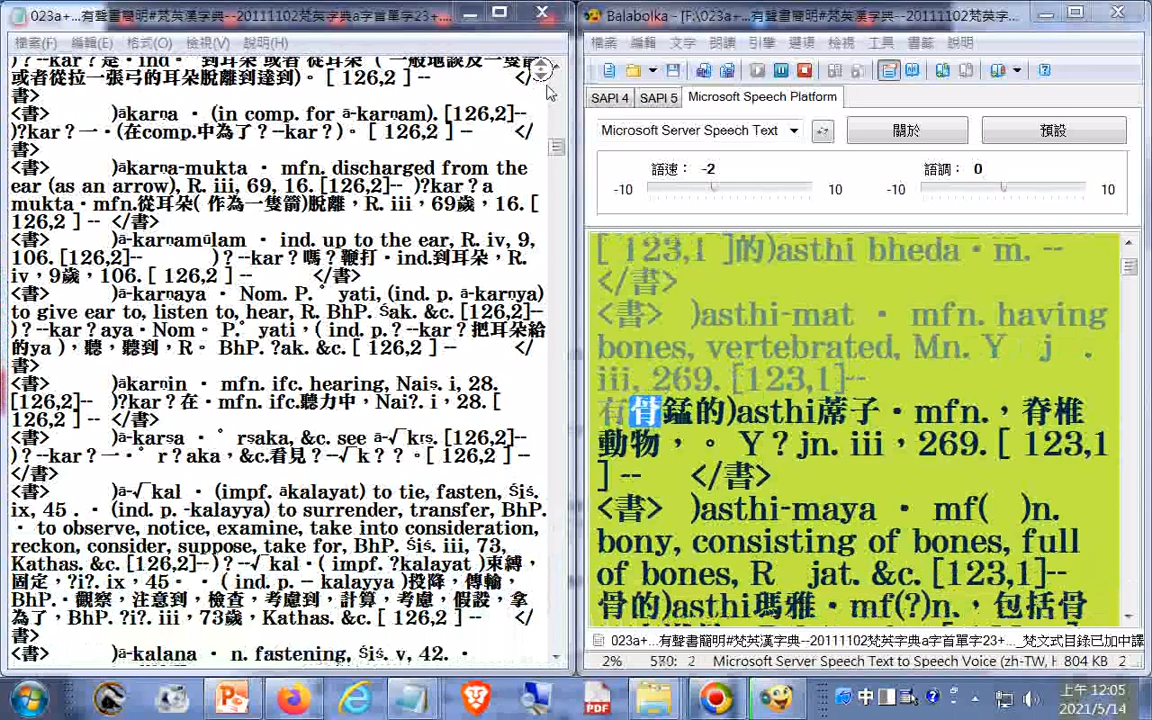 023a+...有聲書簡明#梵英漢字典--20111102梵英字典a字首單字23+...
檔案(F) 編輯(E) 格式(O) 檢視(V) 說明(H)
或者從拉一張弓的耳朵脫離到達到)。[ 126,2 ] -- </
書>
<書> )ākarṇa · (in comp. for ā-karṇam). [126,2]--
)?kar？一·(在comp.中為了？--kar？)。[ 126,2 ] -- </
書>
<書> )ākarṇa-mukta · mfn. discharged from the
ear (as an arrow), R. iii, 69, 16. [126,2]-- )?kar？a
mukta·mfn.從耳朵( 作為一隻箭)脫離，R. iii，69歲，16. [
126,2 ] -- </書>
<書> )ā-karṇamūlam · ind. up to the ear, R. iv, 9,
106. [126,2]-- )？--kar？嗎？鞭打·ind.到耳朵，R.
iv，9歲，106. [ 126,2 ] -- </書>
<書> )ā-karṇaya · Nom. P. ° yati, (ind. p. ā-karṇya)
to give ear to, listen to, hear, R. BhP. Śak. &c. [126,2]--
)？--kar？aya·Nom。 P.° yati，( ind. p.？--kar？把耳朵給
的ya )，聽，聽到，R。 BhP. ?ak. &c. [ 126,2 ] -- </
書>
<書> )ākarṇin · mfn. ifc. hearing, Naiṣ. i, 28.
[126,2]-- )?kar？在·mfn. ifc.聽力中，Nai?. i，28. [
126,2 ] -- </書>
<書> )ā-karṣa · ° rṣaka, &c. see ā-√kṛṣ. [126,2]--
)？--kar？一·° r？aka，&c.看見？--√k？？。[ 126,2 ] --
</書>
<書> )ā-√kal · (impf. ākalayat) to tie, fasten, Śiś.
ix, 45 . · (ind. p. -kalayya) to surrender, transfer, BhP.
· to observe, notice, examine, take into consideration,
reckon, consider, suppose, take for, BhP. Śiś. iii, 73,
Kathas. &c. [126,2]--)？--√kal·( impf. ?kalayat )束縛，
固定，?i?. ix，45··( ind. p. -- kalayya )投降，傳輸，
BhP.·觀察，注意到，檢查，考慮到，計算，考慮，假設，拿
為了，BhP. ?i?. iii，73歲，Kathas. &c. [ 126,2 ] -- </
書>
<書> )ā-kalana · n. fastening, Śiś. v, 42. ·
Balabolka - [F:\023a+...有聲書簡明#梵英漢字典--20111102梵英字...
檔案 編輯 文字 朗讀 引擎 選項 檢視 工具 書籤 說明
SAPI 4 SAPI 5 Microsoft Speech Platform
Microsoft Server Speech Text 關於 預設
語速： -2 語調： 0
-10 10 -10 10
[ 123,1 ]的)asthi bheda·m. --
</書>
<書> )asthi-mat · mfn. having
bones, vertebrated, Mn. Y j .
iii, 269. [123,1]--
有骨錳的)asthi蓆子·mfn.，脊椎
動物，。 Y？jn. iii，269. [ 123,1
] -- </書>
<書> )asthi-maya · mf( )n.
bony, consisting of bones, full
of bones, R jat. &c. [123,1]--
骨的)asthi瑪雅·mf(?)n.，包括骨
023a+...有聲書簡明#梵英漢字典--20111102梵英字典a字首單字23+..._梵文式目錄已加中譯
2% 570: 2 Microsoft Server Speech Text to Speech Voice (zh-TW, H 804 KB 2
中
上午 12:05
2021/5/14